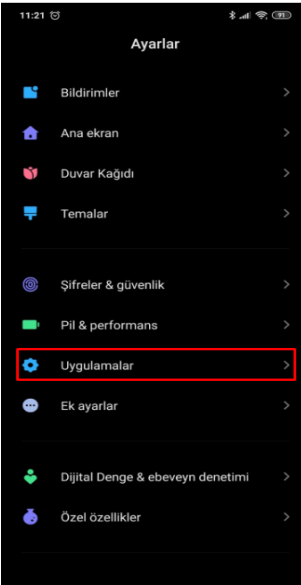 11:21
91
Ayarlar
Bildirimler
Ana ekran
Duvar Kağıdı
Temalar
Şifreler & güvenlik
Pil & performans
Uygulamalar
Ek ayarlar
Dijital Denge & ebeveyn denetimi
Özel özellikler